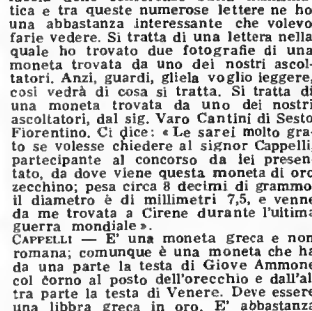 tica e tra queste numerose lettere ne ho
una abbastanza interessante che volevo
farle vedere. Si tratta di una lettera nella
quale ho trovato due fotografie di una
moneta trovata da uno dei nostri ascol-
tatori. Anzi, guardi, gliela voglio leggere,
così vedrà di cosa si tratta. Si tratta di
una moneta trovata da uno dei nostri
ascoltatori, dal sig. Varo Cantini di Sesto
Fiorentino. Ci dice: « Le sarei molto gra-
to se volesse chiedere al signor Cappelli,
partecipante al concorso da lei presen-
tato, da dove viene questa moneta di oro
zecchino; pesa circa 8 decimi di grammo,
il diametro è di millimetri 7,5, e venne
da me trovata a Cirene durante l'ultima
guerra mondiale ».
CAPPELLI — E' una moneta greca e non
romana; comunque è una moneta che ha
da una parte la testa di Giove Ammone
col corno al posto dell'orecchio e dall'al-
tra parte la testa di Venere. Deve essere
una libbra greca in oro. E' abbastanza